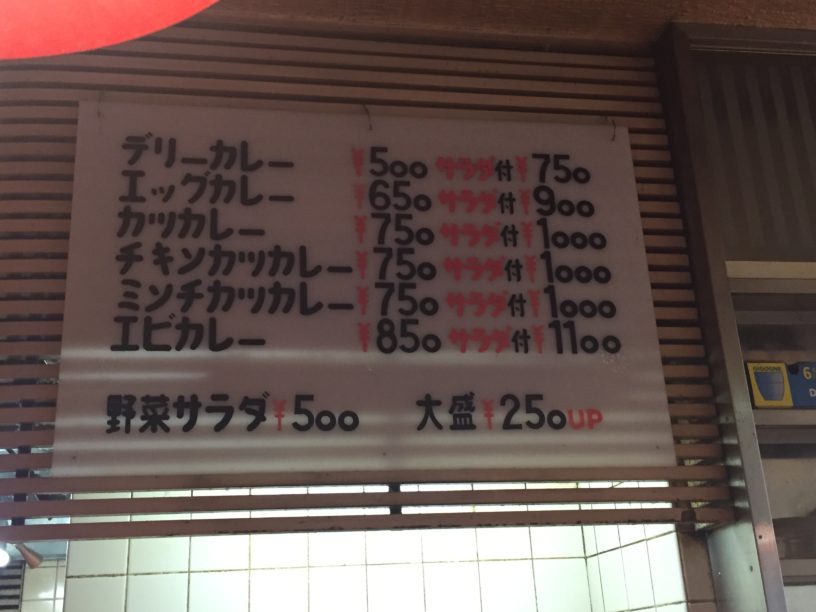 デリーカレー ¥500 サラダ付¥750
エッグカレー ¥650 サラダ付¥900
カツカレー ¥750 サラダ付¥1000
チキンカツカレー ¥750 サラダ付¥1000
ミンチカツカレー ¥750 サラダ付¥1000
エビカレー ¥850 サラダ付¥1100
野菜サラダ¥500 大盛¥250UP